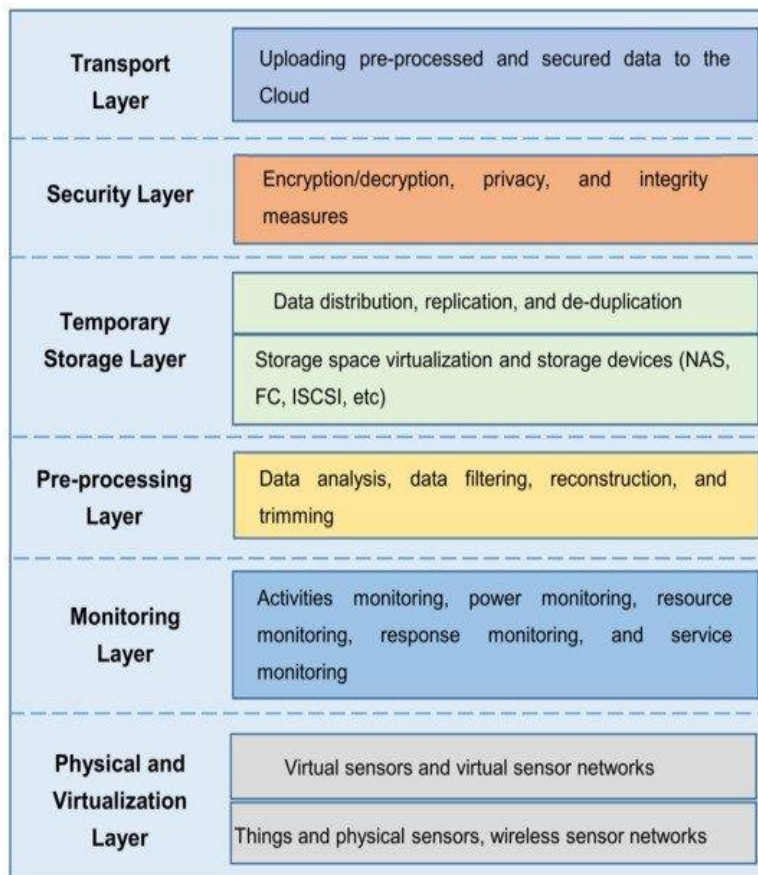 Transport
Layer
Uploading pre-processed and secured data to the
Cloud
Security Layer
Encryption/decryption, privacy, and integrity
measures
Temporary
Storage Layer
Data distribution, replication, and de-duplication
Storage space virtualization and storage devices (NAS,
FC, ISCSI, etc)
Pre-processing
Layer
Data analysis, data filtering, reconstruction, and
trimming
Monitoring
Layer
Activities monitoring, power monitoring, resource
monitoring, response monitoring, and service
monitoring
Physical and
Virtualization
Layer
Virtual sensors and virtual sensor networks
Things and physical sensors, wireless sensor networks